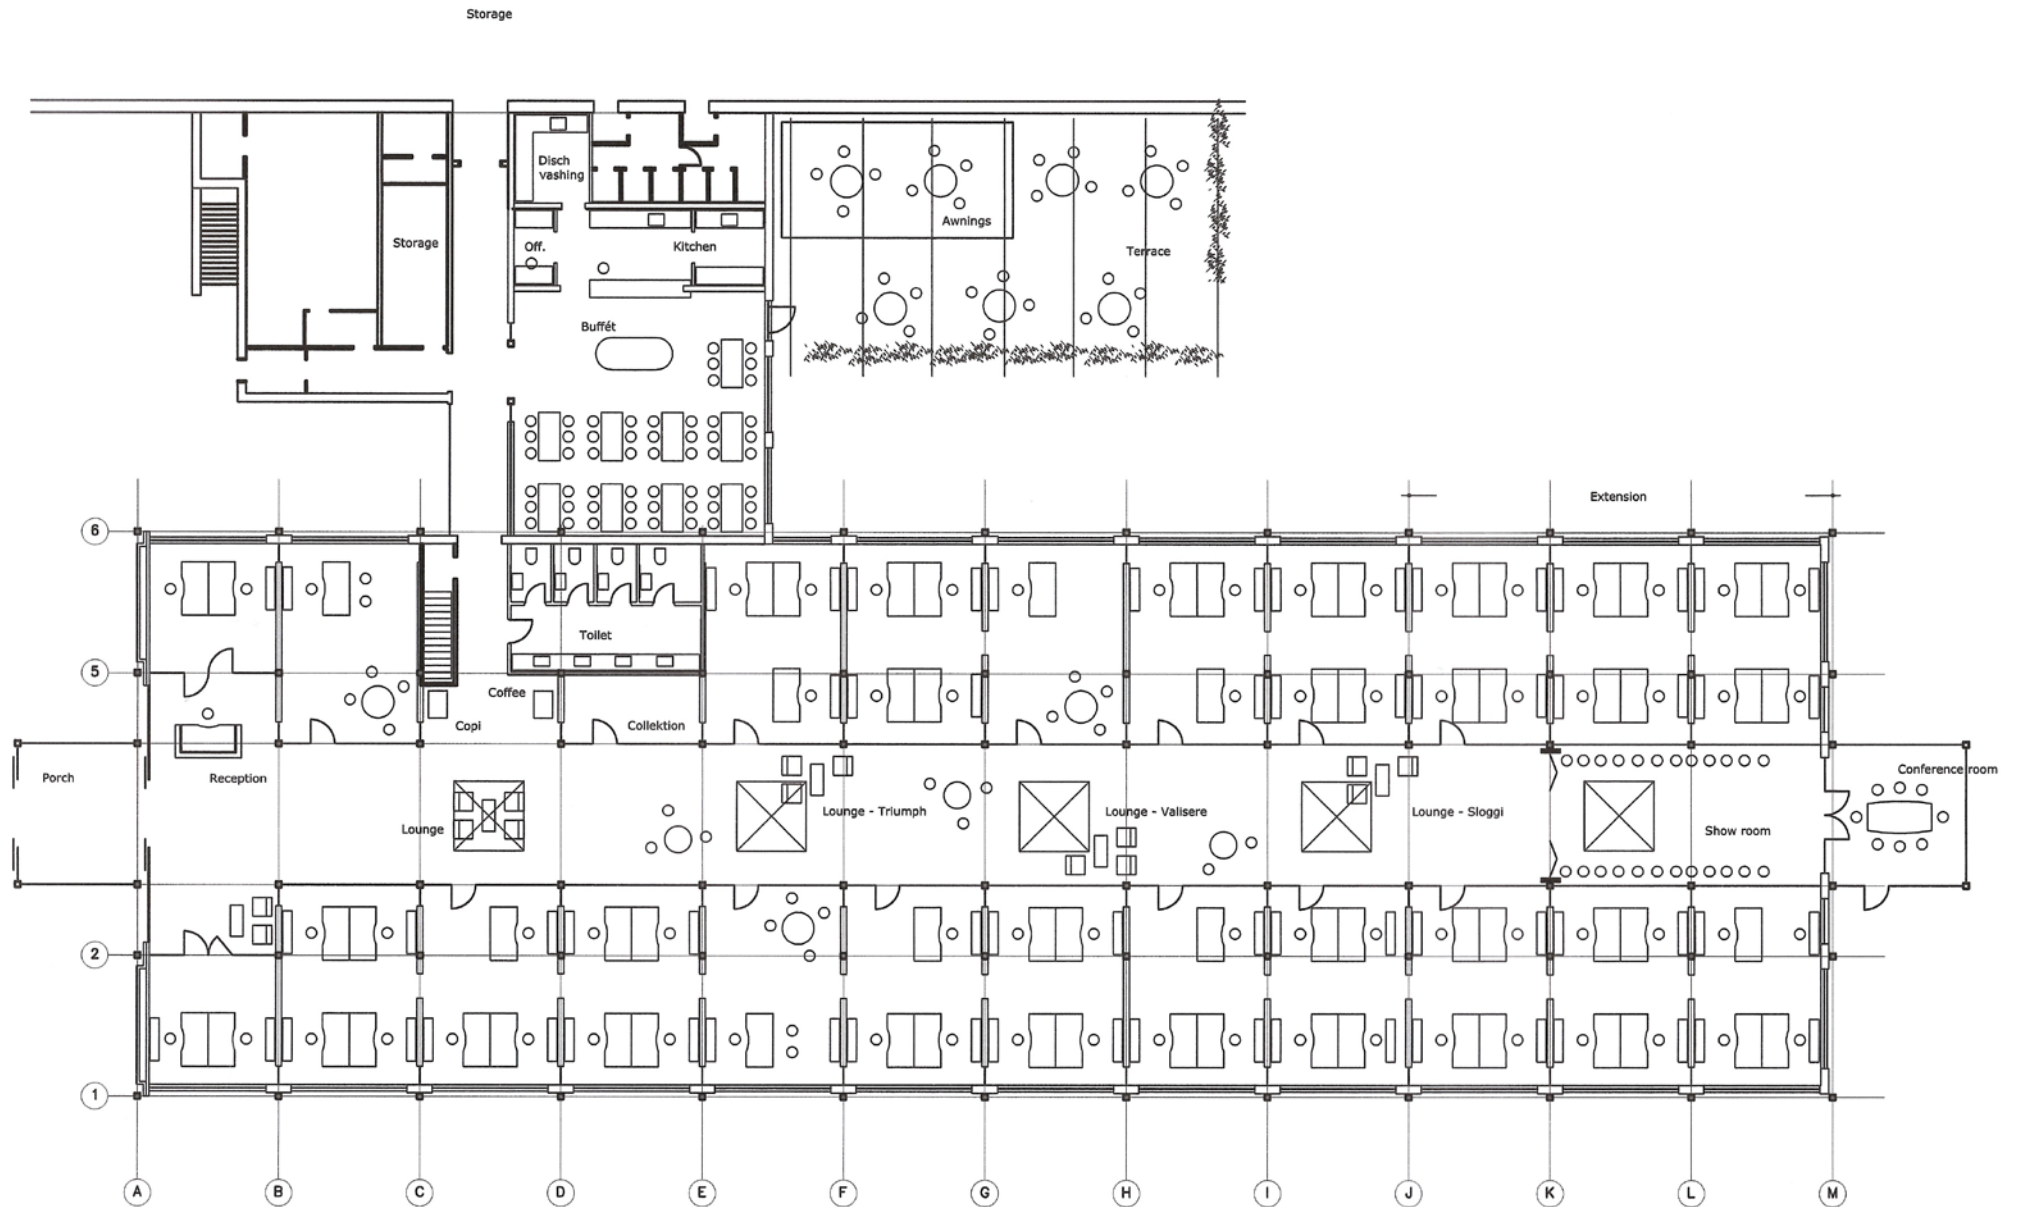 Storage
Disch
vashing
Storage
Off.
Kitchen
Awnings
Terrace
Buffét
Extension
6
Toilet
5
Coffee
Copi
Collektion
Porch
Reception
Conference room
Lounge
Lounge - Triumph
Lounge - Valisere
Lounge - Sloggi
Show room
2
1
A B C D E F G H I J K L M